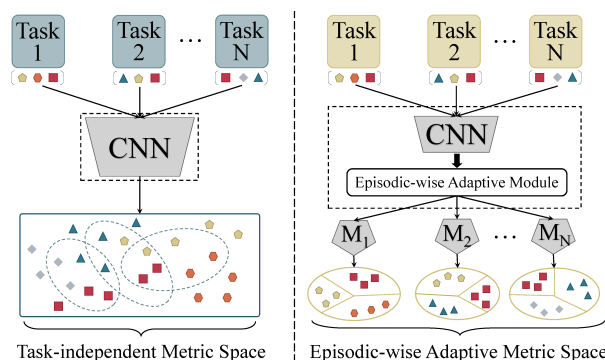 Task 1
Task 2
...
Task N
CNN
Task-independent Metric Space
Task 1
Task 2
...
Task N
CNN
Episodic-wise Adaptive Module
M1
M2
...
MN
Episodic-wise Adaptive Metric Space